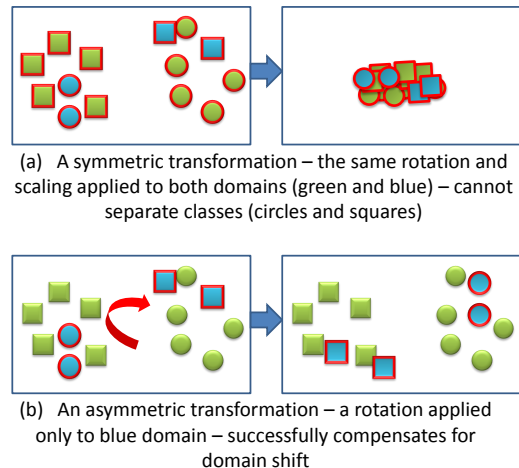 (a) A symmetric transformation – the same rotation and
scaling applied to both domains (green and blue) – cannot
separate classes (circles and squares)
(b) An asymmetric transformation – a rotation applied
only to blue domain – successfully compensates for
domain shift